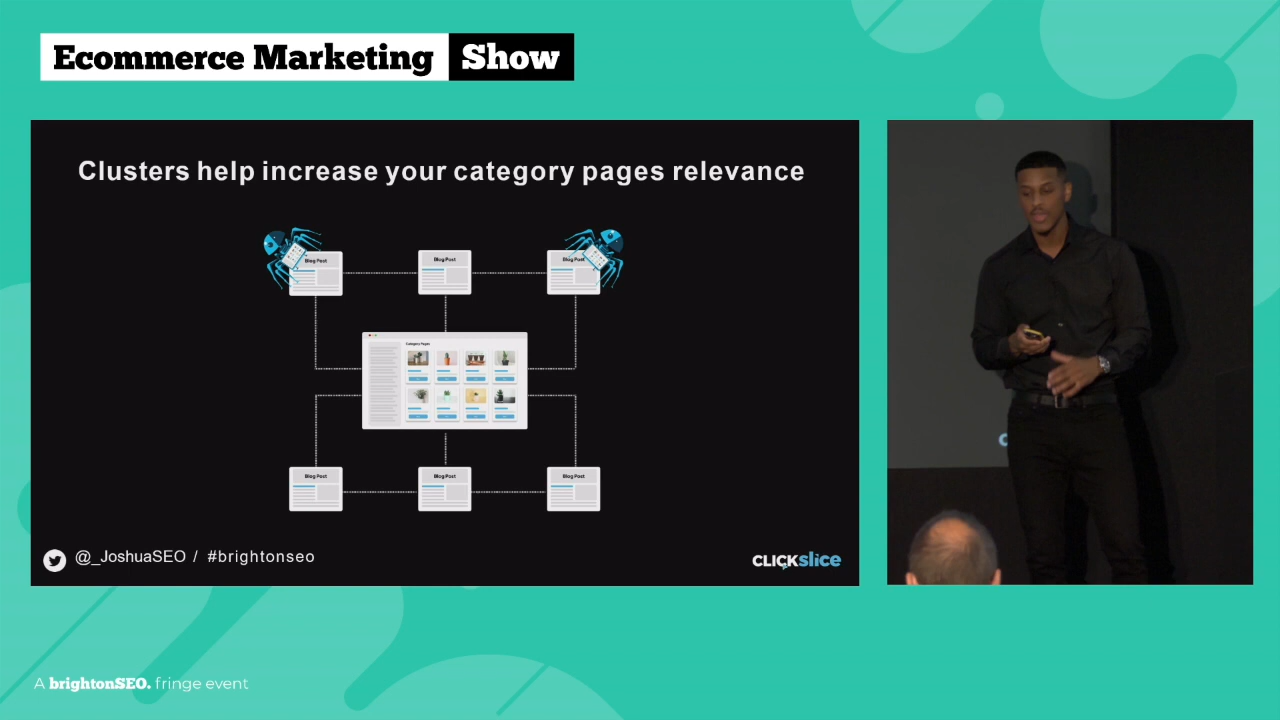 Ecommerce Marketing Show
Clusters help increase your category pages relevance
Blog Post
Blog Post
Blog Post
Category Pages
Blog Post
Blog Post
Blog Post
@_JoshuaSEO / #brightonseo
CLICKslice
A brightonSEO. fringe event